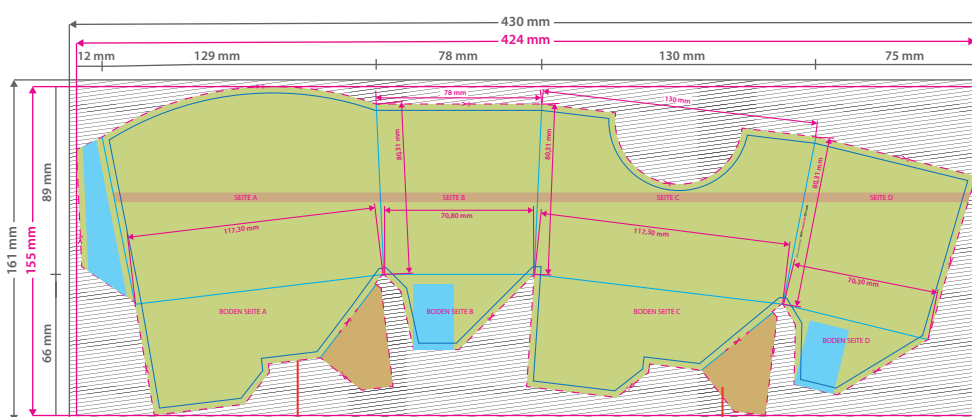 430 mm
424 mm
12 mm
129 mm
78 mm
130 mm
75 mm
78 mm
130 mm
89 mm
80,31 mm
80,31 mm
80,31 mm
SEITE A
SEITE B
SEITE C
SEITE D
70,80 mm
117,30 mm
117,30 mm
161 mm
155 mm
70,30 mm
66 mm
BODEN SEITE A
BODEN SEITE B
BODEN SEITE C
BODEN SEITE D